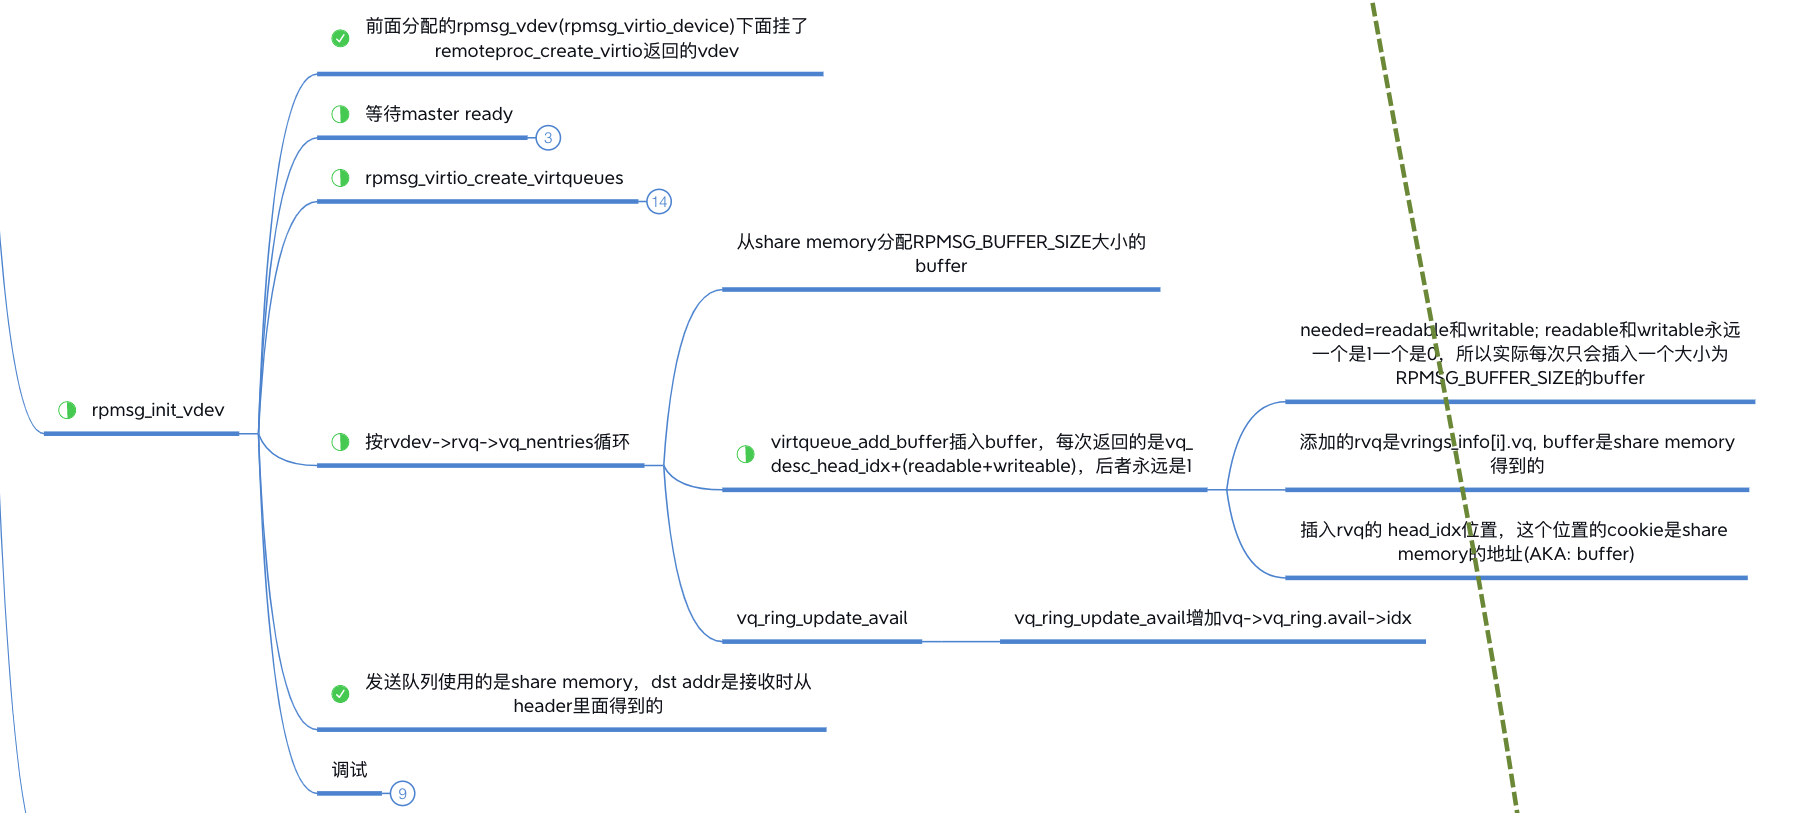 前面分配的rpmsg_vdev(rpmsg_virtio_device)下面挂了
remoteproc_create_virtio返回的vdev
等待master ready
3
rpmsg_virtio_create_virtqueues
14
从share memory分配RPMSG_BUFFER_SIZE大小的
buffer
needed=readable和writable; readable和writable永远
一个是1一个是0，所以实际每次只会插入一个大小为
RPMSG_BUFFER_SIZE的buffer
rpmsg_init_vdev
按rvdev->rvq->vq_nentries循环
virtqueue_add_buffer插入buffer，每次返回的是vq_
desc_head_idx+(readable+writeable)，后者永远是1
添加的rvq是vrings_info[i].vq, buffer是share memory
得到的
插入rvq的 head_idx位置，这个位置的cookie是share
memory的地址(AKA: buffer)
vq_ring_update_avail
vq_ring_update_avail增加vq->vq_ring.avail->idx
发送队列使用的是share memory，dst addr是接收时从
header里面得到的
调试
9